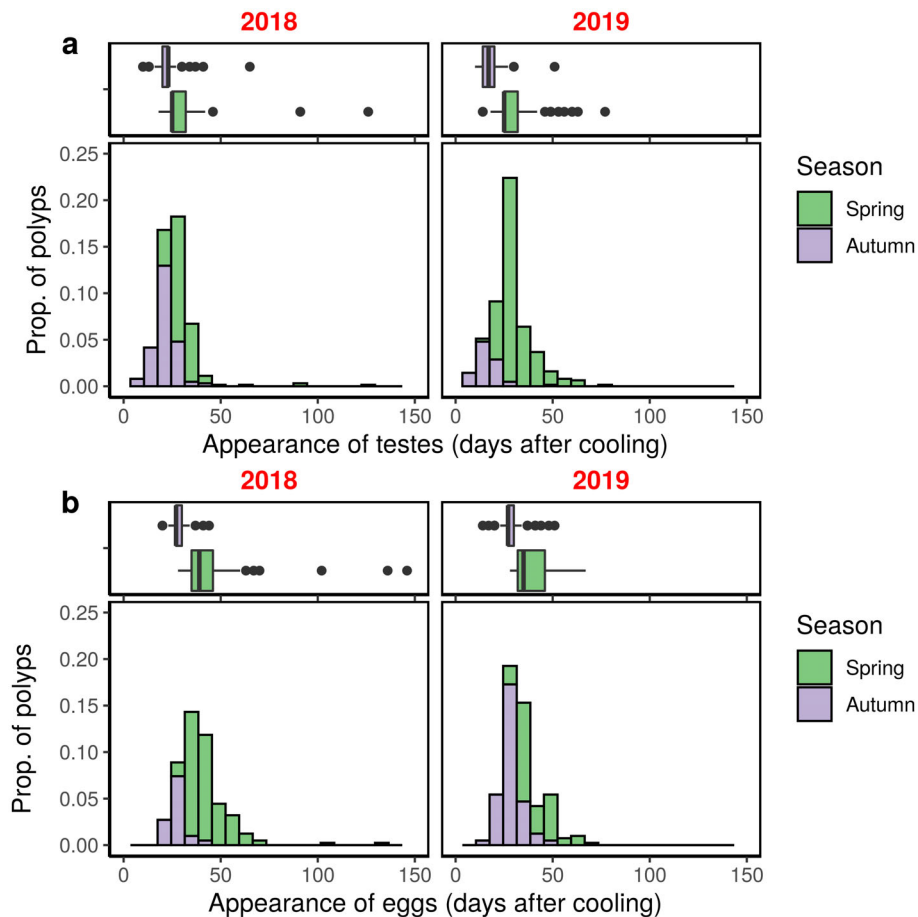 2018 2019
a
0.25
0.20
0.15
0.10
0.05
0.00
Prop. of polyps
0 50 100 150 0 50 100 150
Appearance of testes (days after cooling)
Season
Spring
Autumn
2018 2019
b
0.25
0.20
0.15
0.10
0.05
0.00
Prop. of polyps
0 50 100 150 0 50 100 150
Appearance of eggs (days after cooling)
Season
Spring
Autumn